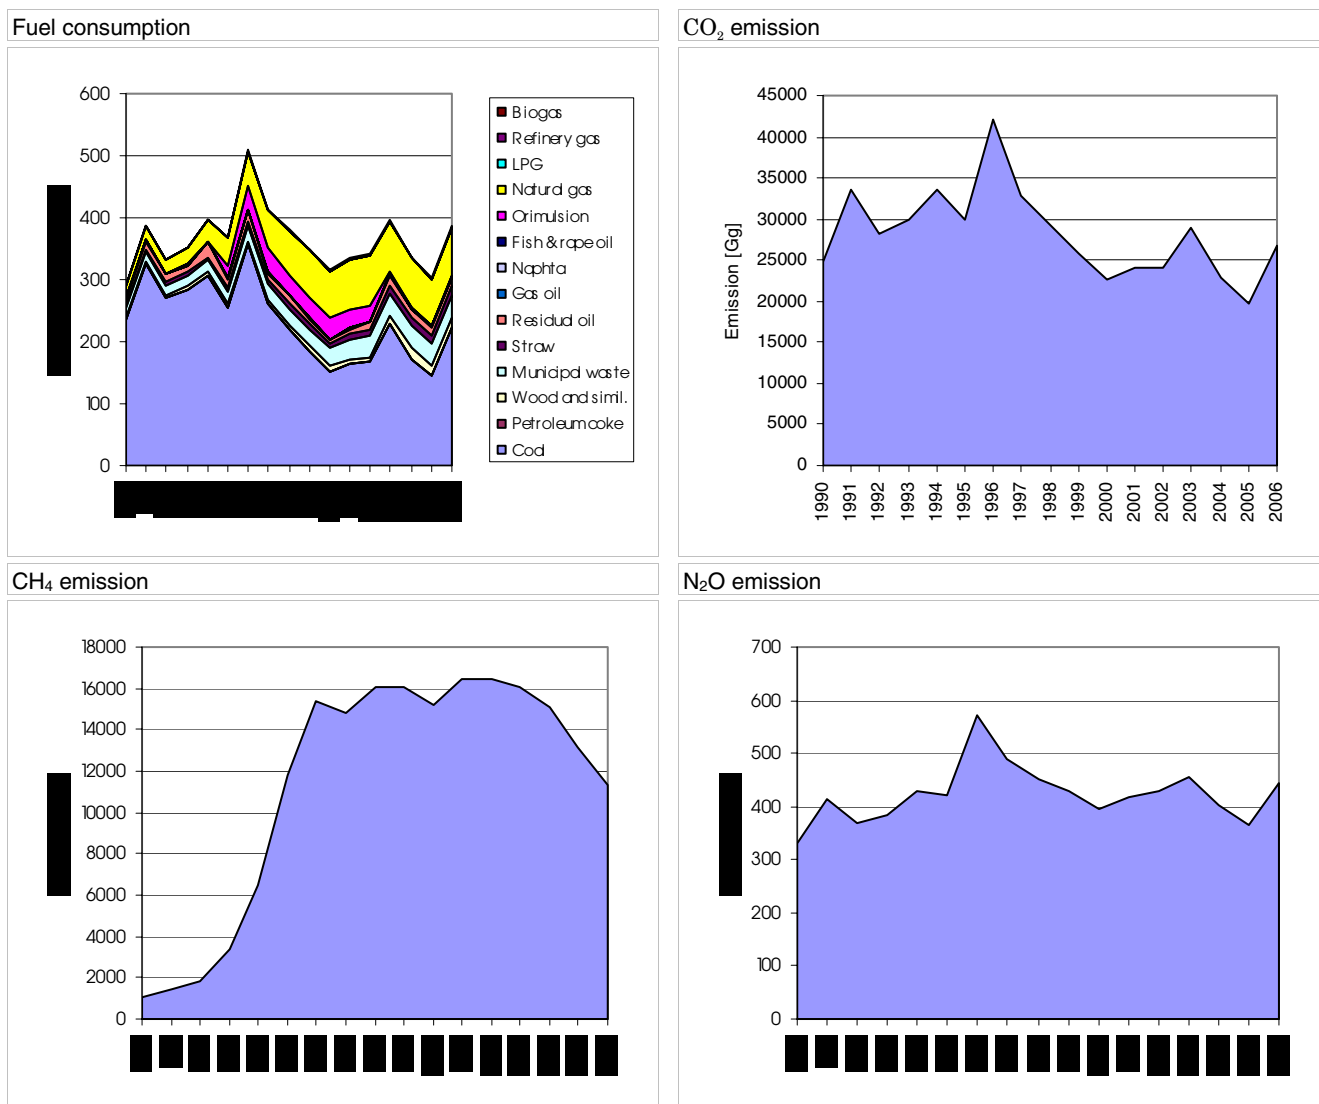 Fuel consumption
600
500
400
300
200
100
0
Biogas
Refinery gas
LPG
Natural gas
Orimulsion
Fish & rape oil
Naphta
Gas oil
Residual oil
Straw
Municipal waste
Wood and simil.
Petroleum coke
Coal
CO₂ emission
45000
40000
35000
30000
25000
20000
15000
10000
5000
0
Emission [Gg]
1990
1991
1992
1993
1994
1995
1996
1997
1998
1999
2000
2001
2002
2003
2004
2005
2006
CH₄ emission
18000
16000
14000
12000
10000
8000
6000
4000
2000
0
N₂O emission
700
600
500
400
300
200
100
0